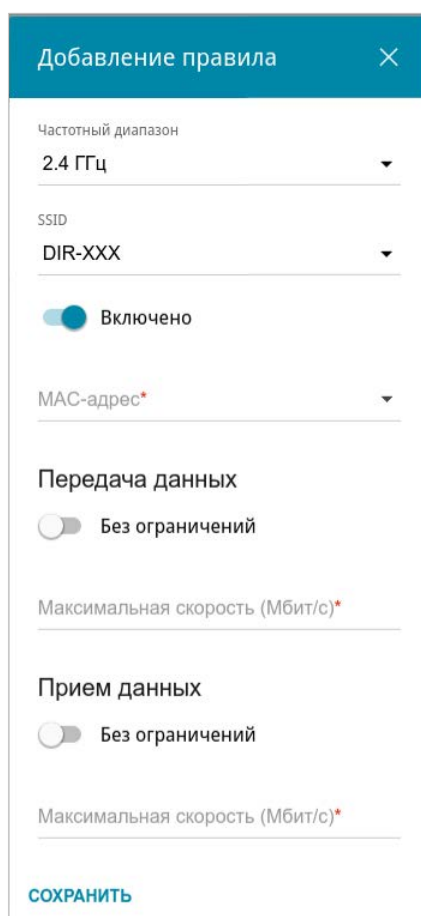 Добавление правила
Частотный диапазон
2.4 ГГц
SSID
DIR-XXX
Включено
MAC-адрес*
Передача данных
Без ограничений
Максимальная скорость (Мбит/с)*
Прием данных
Без ограничений
Максимальная скорость (Мбит/с)*
СОХРАНИТЬ